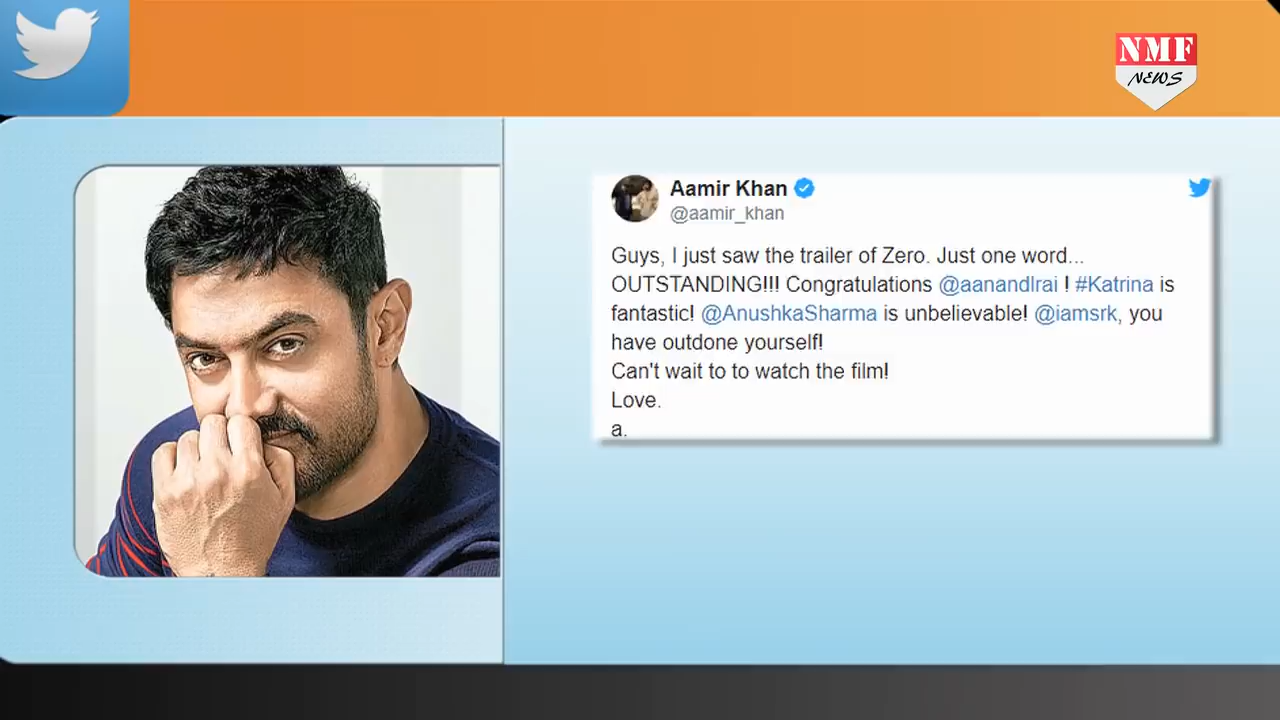 NMF
NEWS
Aamir Khan
@aamir_khan
Guys, I just saw the trailer of Zero. Just one word...
OUTSTANDING!!! Congratulations @aanandlrai ! #Katrina is
fantastic! @AnushkaSharma is unbelievable! @iamsrk, you
have outdone yourself!
Can't wait to to watch the film!
Love.
a.